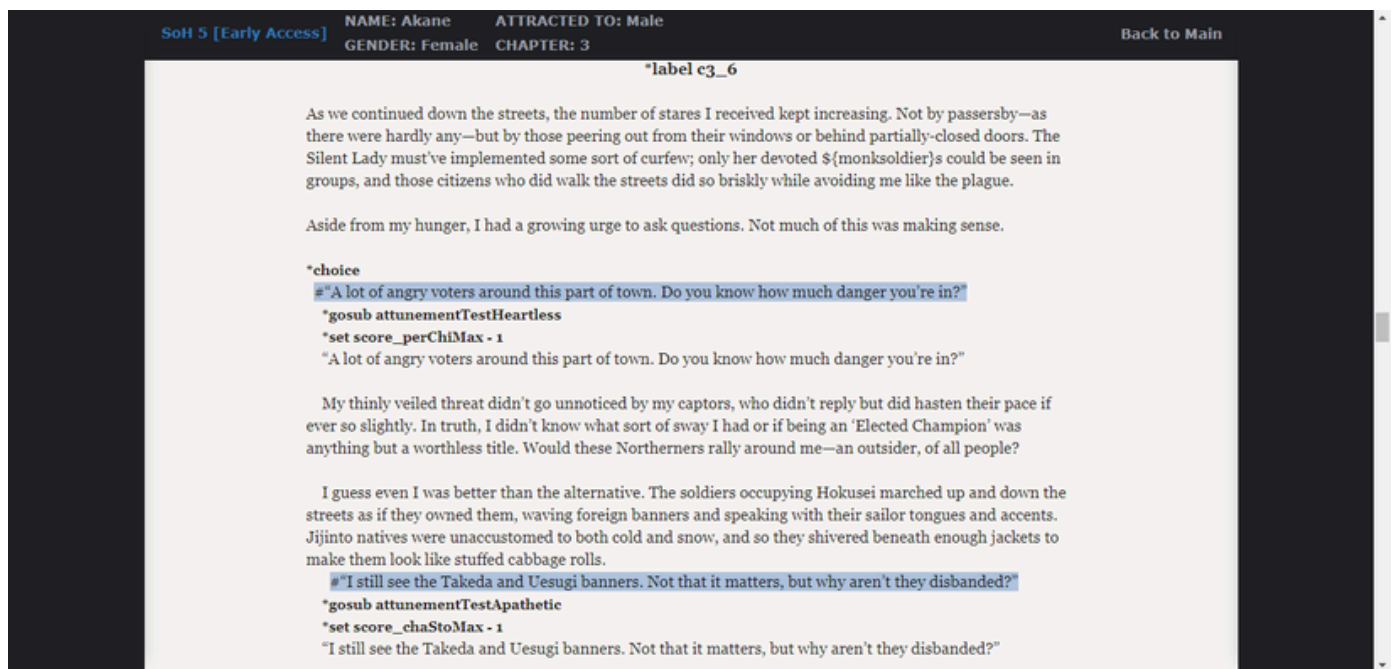 SoH 5 [Early Access]
NAME: Akane ATTRACTED TO: Male
GENDER: Female CHAPTER: 3
Back to Main
*label c3_6
As we continued down the streets, the number of stares I received kept increasing. Not by passersby—as
there were hardly any—but by those peering out from their windows or behind partially-closed doors. The
Silent Lady must’ve implemented some sort of curfew; only her devoted ${monksoldier}s could be seen in
groups, and those citizens who did walk the streets did so briskly while avoiding me like the plague.
Aside from my hunger, I had a growing urge to ask questions. Not much of this was making sense.
*choice
#“A lot of angry voters around this part of town. Do you know how much danger you’re in?”
*gosub attunementTestHeartless
*set score_perChiMax - 1
“A lot of angry voters around this part of town. Do you know how much danger you’re in?”
My thinly veiled threat didn’t go unnoticed by my captors, who didn’t reply but did hasten their pace if
ever so slightly. In truth, I didn’t know what sort of sway I had or if being an ‘Elected Champion’ was
anything but a worthless title. Would these Northerners rally around me—an outsider, of all people?
I guess even I was better than the alternative. The soldiers occupying Hokusei marched up and down the
streets as if they owned them, waving foreign banners and speaking with their sailor tongues and accents.
Jijinto natives were unaccustomed to both cold and snow, and so they shivered beneath enough jackets to
make them look like stuffed cabbage rolls.
#“I still see the Takeda and Uesugi banners. Not that it matters, but why aren’t they disbanded?”
*gosub attunementTestApathetic
*set score_chaStoMax - 1
“I still see the Takeda and Uesugi banners. Not that it matters, but why aren’t they disbanded?”